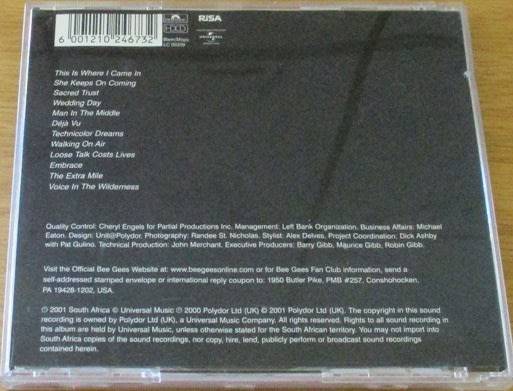 RiSA
6 001210 246732
UNIVERSAL
This Is Where I Came In
She Keeps On Coming
Sacred Trust
Wedding Day
Man In The Middle
Déjà Vu
Technicolor Dreams
Walking On Air
Loose Talk Costs Lives
Embrace
The Extra Mile
Voice In The Wilderness
Quality Control: Cheryl Engels for Partial Productions Inc. Management: Left Bank Organization. Business Affairs: Michael
Eaton. Design: Unit@Polydor. Photography: Randee St. Nicholas. Stylist: Alex Delves. Project Coordination: Dick Ashby
with Pat Gulino. Technical Production: John Merchant. Executive Producers: Barry Gibb, Maurice Gibb, Robin Gibb.
Visit the Official Bee Gees Website at: www.beegeesonline.com or for Bee Gees Fan Club information, send a
self-addressed stamped envelope or international reply coupon to: 1950 Butler Pike, PMB #257, Conshohocken,
PA 19428-1202, USA.
℗ 2001 South Africa © Universal Music ℗ 2000 Polydor Ltd (UK) © 2001 Polydor Ltd (UK). The copyright in this sound
recording is owned by Polydor Ltd (UK), a Universal Music Company. All rights reserved. Rights to all sound recording in
this album are held by Universal Music, unless otherwise stated for the South African territory. You may not import into
South Africa copies of the sound recordings, nor copy, hire, lend, publicly perform or broadcast sound recordings
contained herein.